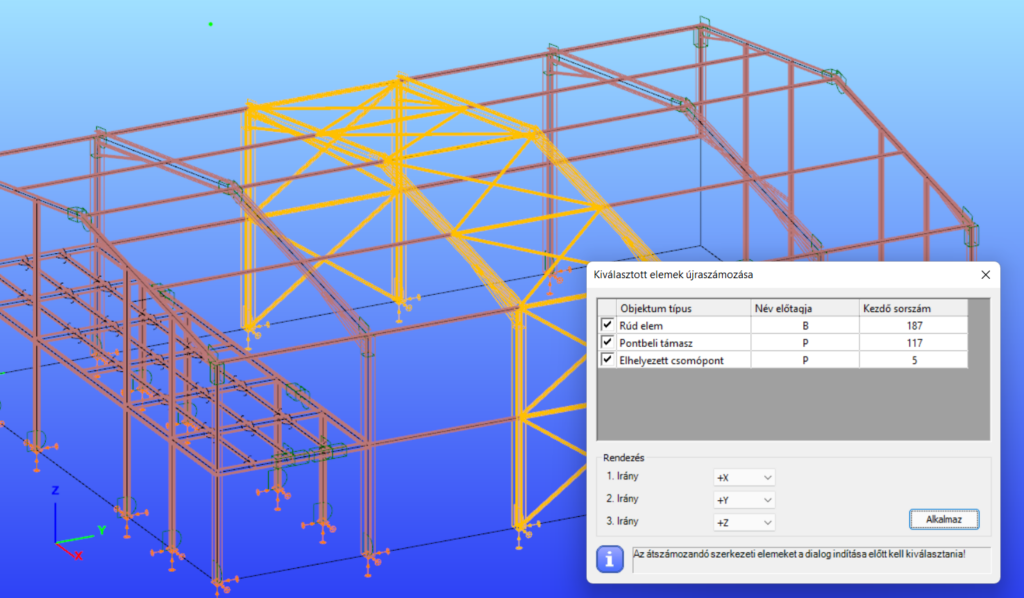 Kiválasztott elemek újraszámozása
Objektum típus Név előtagja Kezdő sorszám
Rúd elem B 187
Pontbeli támasz P 117
Elhelyezett csomópont P 5
Rendezés
1. Irány +X
2. Irány +Y
3. Irány +Z
Alkalmaz
Az átszámozandó szerkezeti elemeket a dialog indítása előtt kell kiválasztania!
Z
Y
X